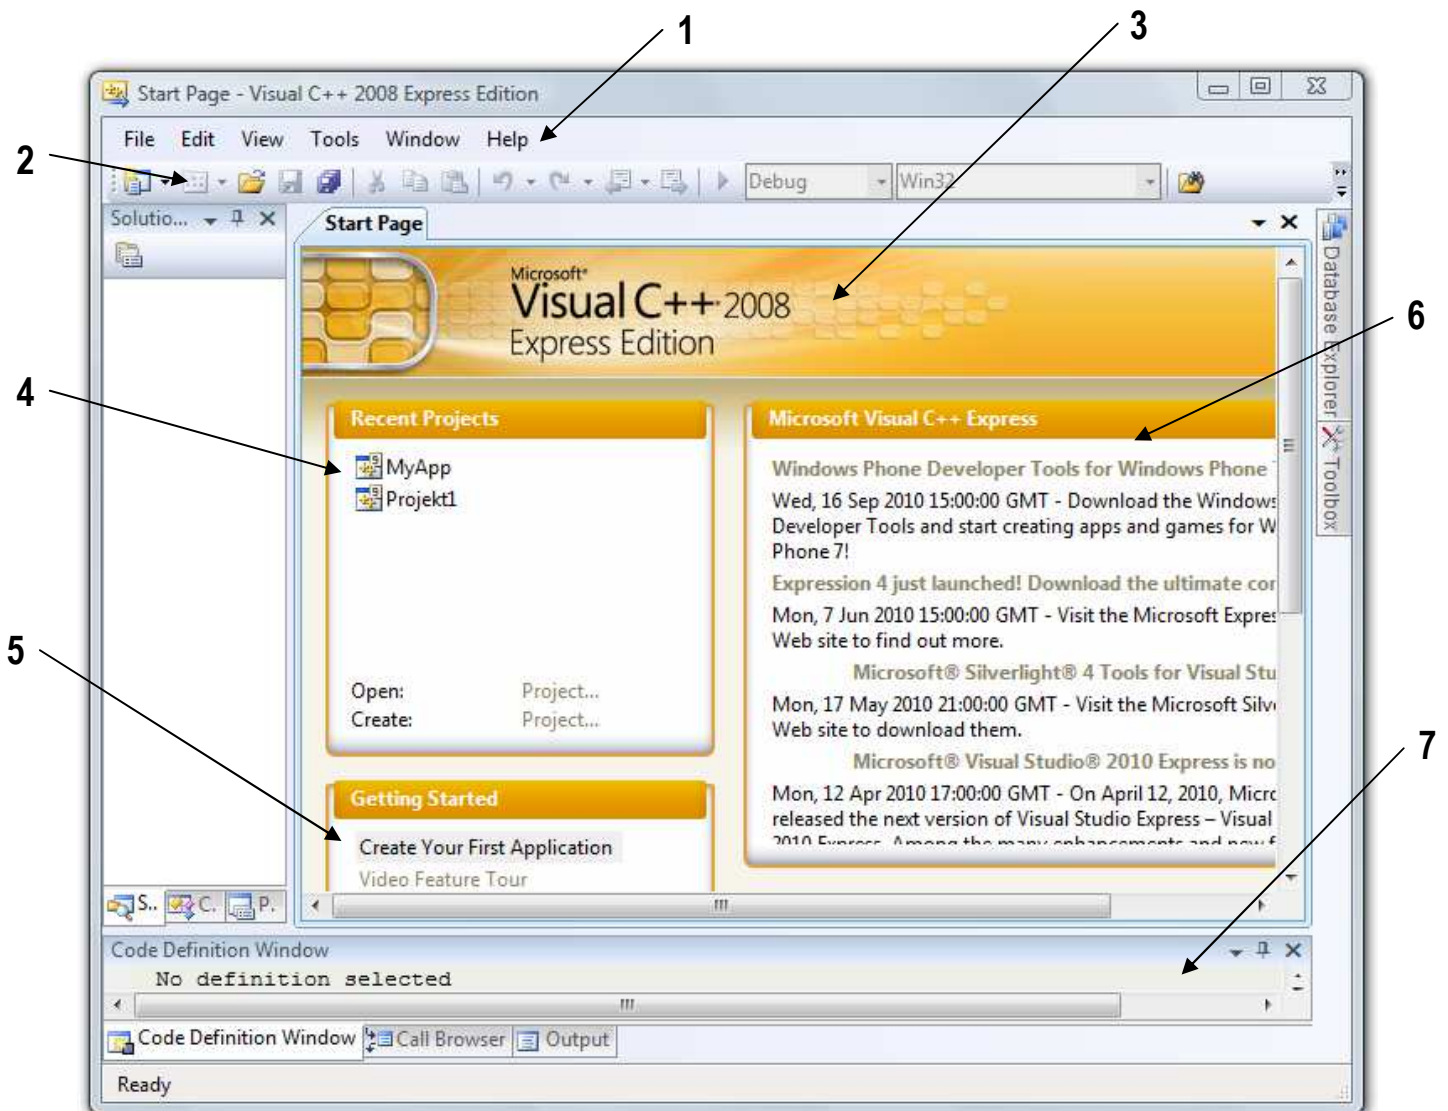 1
3
Start Page - Visual C++ 2008 Express Edition
File Edit View Tools Window Help
2
Debug Win32
Solutio...
Start Page
Microsoft®
Visual C++ 2008
Express Edition
Database Explorer
Toolbox
6
4
Recent Projects
MyApp
Projekt1
Open: Project...
Create: Project...
5
Getting Started
Create Your First Application
Video Feature Tour
Microsoft Visual C++ Express
Windows Phone Developer Tools for Windows Phone
Wed, 16 Sep 2010 15:00:00 GMT - Download the Windows
Developer Tools and start creating apps and games for W
Phone 7!
Expression 4 just launched! Download the ultimate cor
Mon, 7 Jun 2010 15:00:00 GMT - Visit the Microsoft Expres
Web site to find out more.
Microsoft® Silverlight® 4 Tools for Visual Stu
Mon, 17 May 2010 21:00:00 GMT - Visit the Microsoft Silv
Web site to download them.
Microsoft® Visual Studio® 2010 Express is no
Mon, 12 Apr 2010 17:00:00 GMT - On April 12, 2010, Micro
released the next version of Visual Studio Express – Visual
2010 Express. Among the many enhancements and new f
7
S.. C. P.
Code Definition Window
No definition selected
Code Definition Window Call Browser Output
Ready